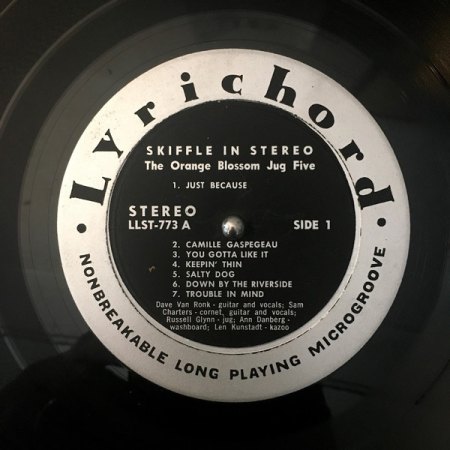 Lyrichord
SKIFFLE IN STEREO
The Orange Blossom Jug Five
1. JUST BECAUSE
STEREO
LLST-773 A
SIDE 1
2. CAMILLE GASPEGEAU
3. YOU GOTTA LIKE IT
4. KEEPIN' THIN
5. SALTY DOG
6. DOWN BY THE RIVERSIDE
7. TROUBLE IN MIND
Dave Van Ronk - guitar and vocals; Sam
Charters - cornet, guitar and vocals;
Russell Glynn - jug; Ann Danberg -
washboard; Len Kunstadt - kazoo
• NONBREAKABLE LONG PLAYING MICROGROOVE •